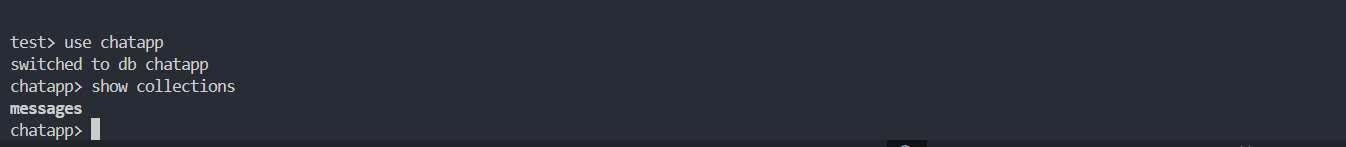 test> use chatapp
switched to db chatapp
chatapp> show collections
messages
chatapp>